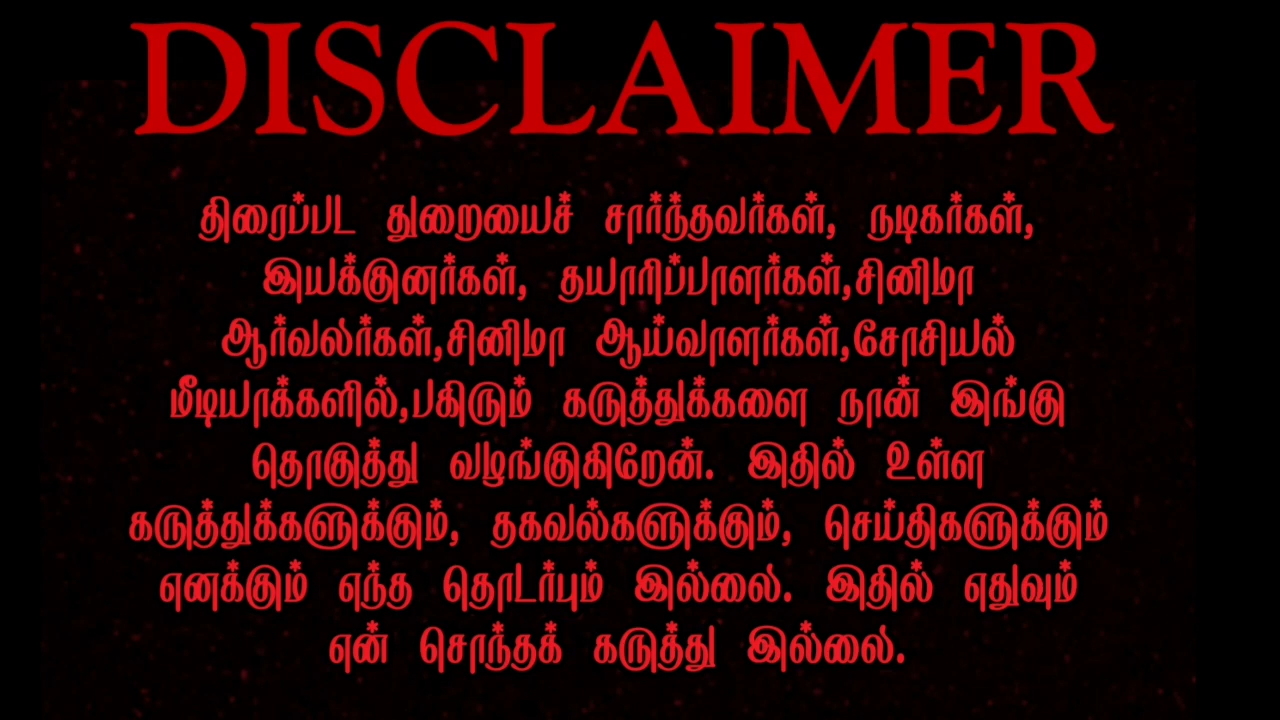 DISCLAIMER
திரைப்பட துறையைச் சார்ந்தவர்கள், நடிகர்கள்,
இயக்குனர்கள், தயாரிப்பாளர்கள்,சினிமா
ஆர்வலர்கள்,சினிமா ஆய்வாளர்கள்,சோசியல்
மீடியாக்களில்,பகிரும் கருத்துக்களை நான் இங்கு
தொகுத்து வழங்குகிறேன். இதில் உள்ள
கருத்துக்களுக்கும், தகவல்களுக்கும், செய்திகளுக்கும்
எனக்கும் எந்த தொடர்பும் இல்லை. இதில் எதுவும்
என் சொந்தக் கருத்து இல்லை.